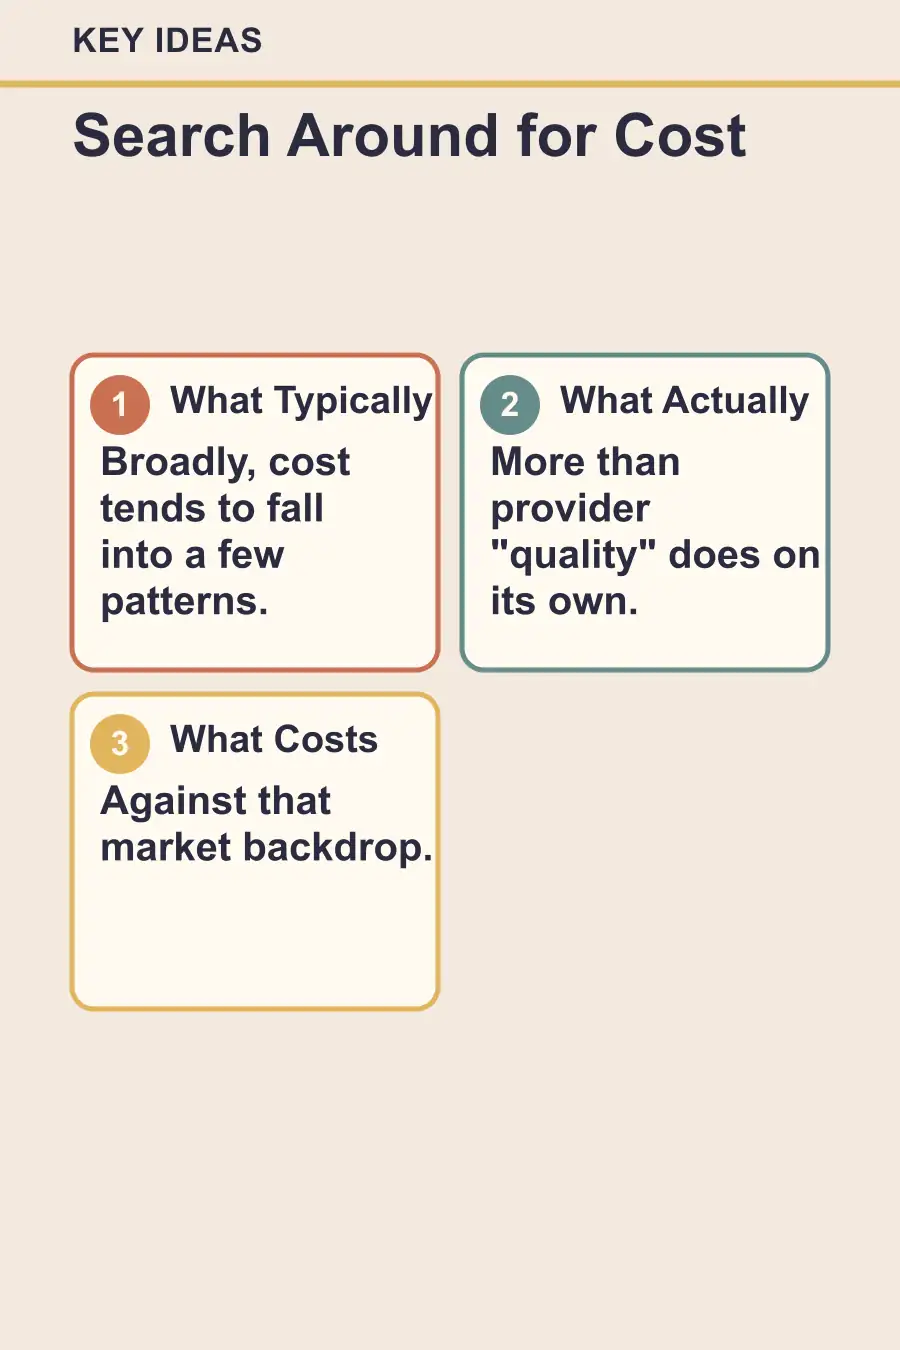 KEY IDEAS
Search Around for Cost
1 What Typically
Broadly, cost
tends to fall
into a few
patterns.
2 What Actually
More than
provider
"quality" does on
its own.
3 What Costs
Against that
market backdrop.